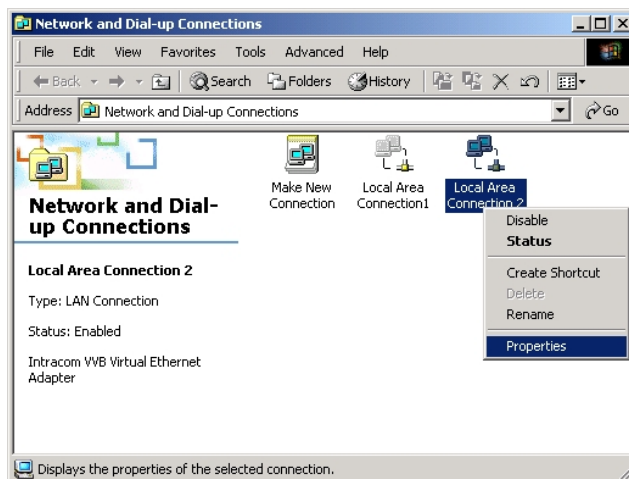 Network and Dial-up Connections
File Edit View Favorites Tools Advanced Help
Back Search Folders History
Address Network and Dial-up Connections Go
Network and Dial-
up Connections
Local Area Connection 2
Type: LAN Connection
Status: Enabled
Intracom VVB Virtual Ethernet
Adapter
Make New
Connection
Local Area
Connection1
Local Area
Connection 2
Disable
Status
Create Shortcut
Delete
Rename
Properties
Displays the properties of the selected connection.